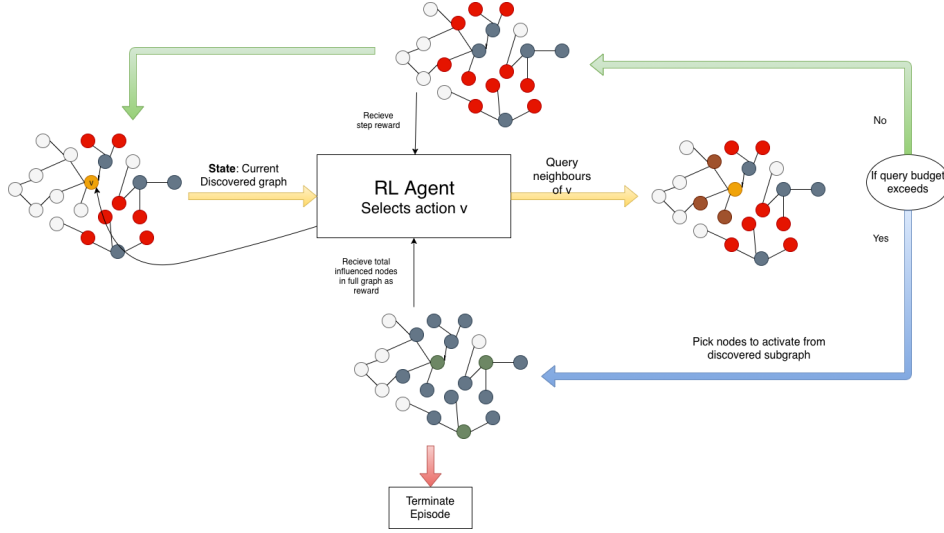 Recieve
step reward
No
State: Current
Discovered graph
RL Agent
Selects action v
Query
neighbours
of v
If query budget
exceeds
v
Yes
Recieve total
influenced nodes
in full graph as
reward
Pick nodes to activate from
discovered subgraph
Terminate
Episode